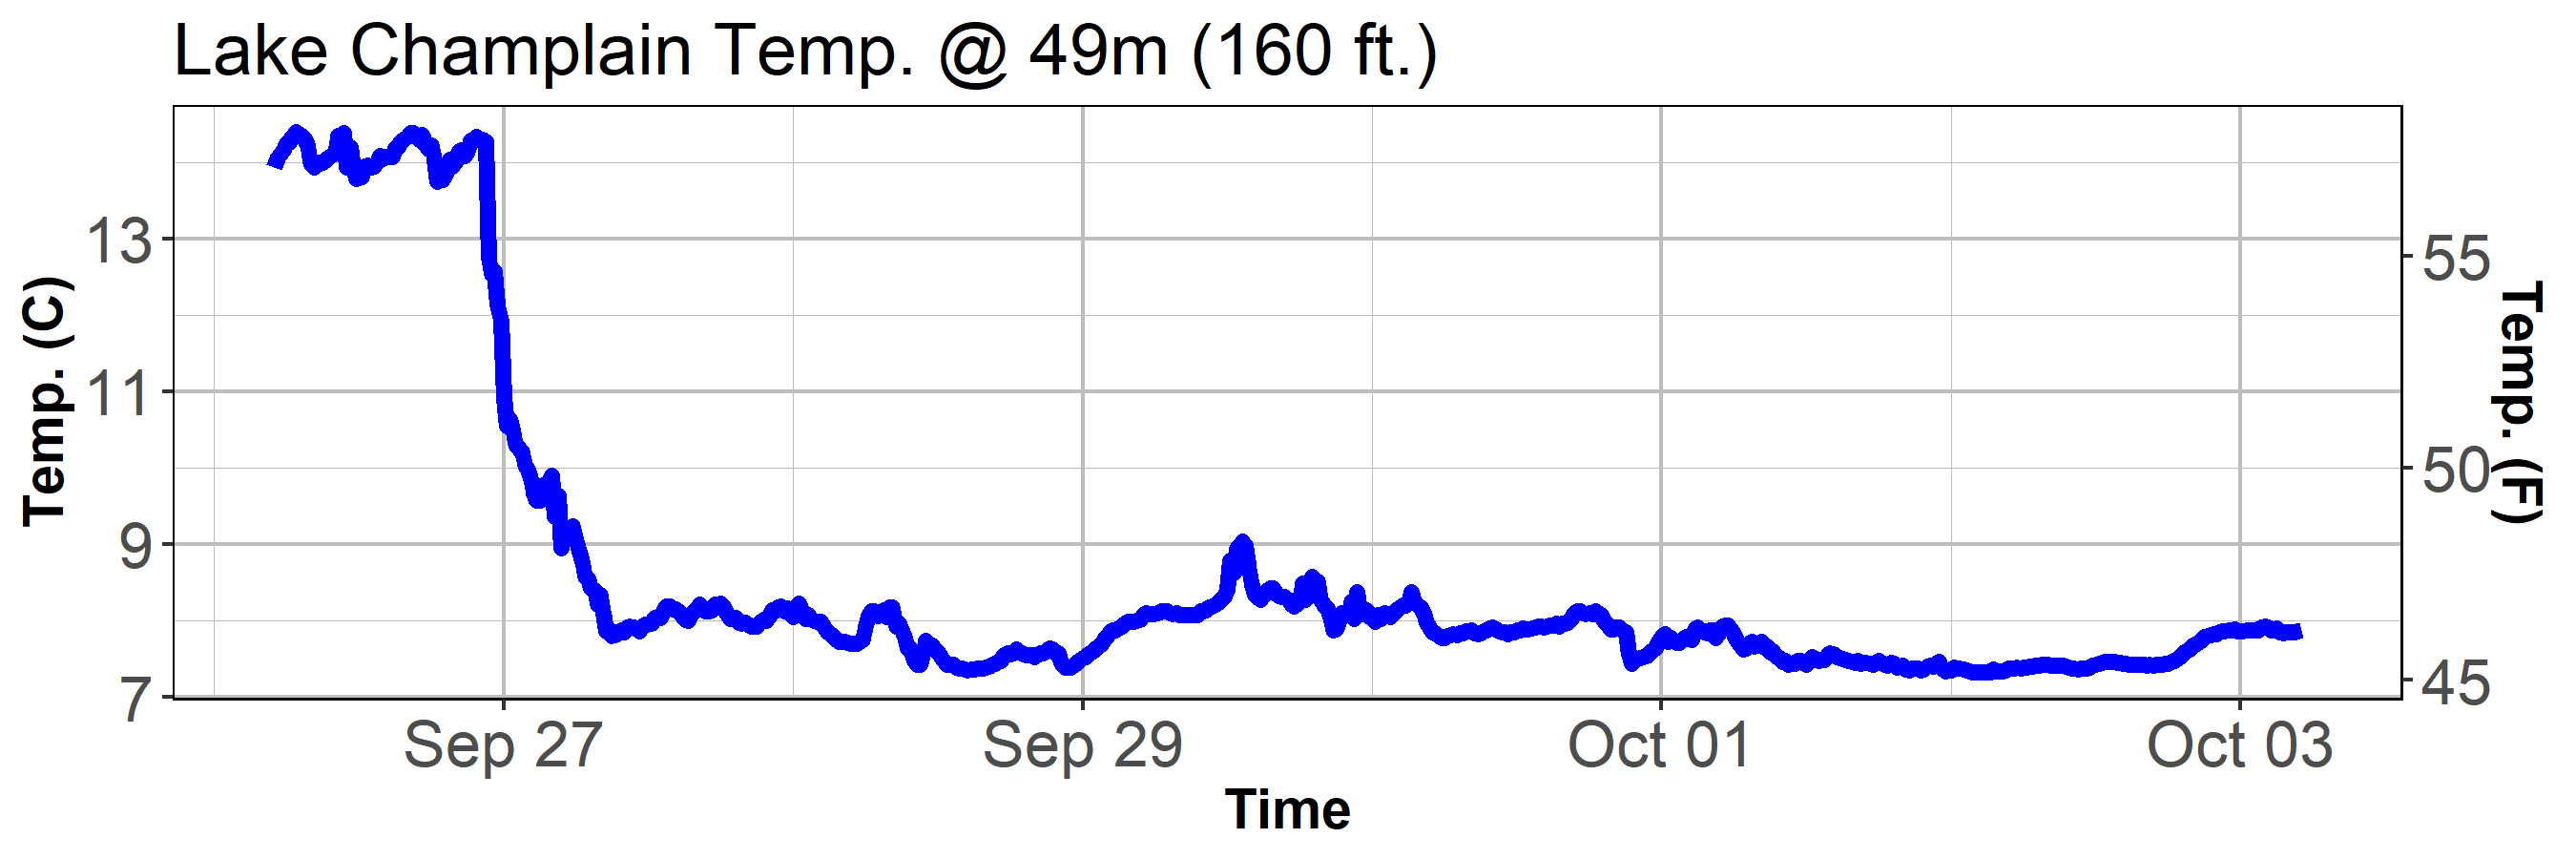 Lake Champlain Temp. @ 49m (160 ft.)
Temp. (C)
13
11
9
7
55
50
45
Temp. (F)
Sep 27
Sep 29
Oct 01
Oct 03
Time